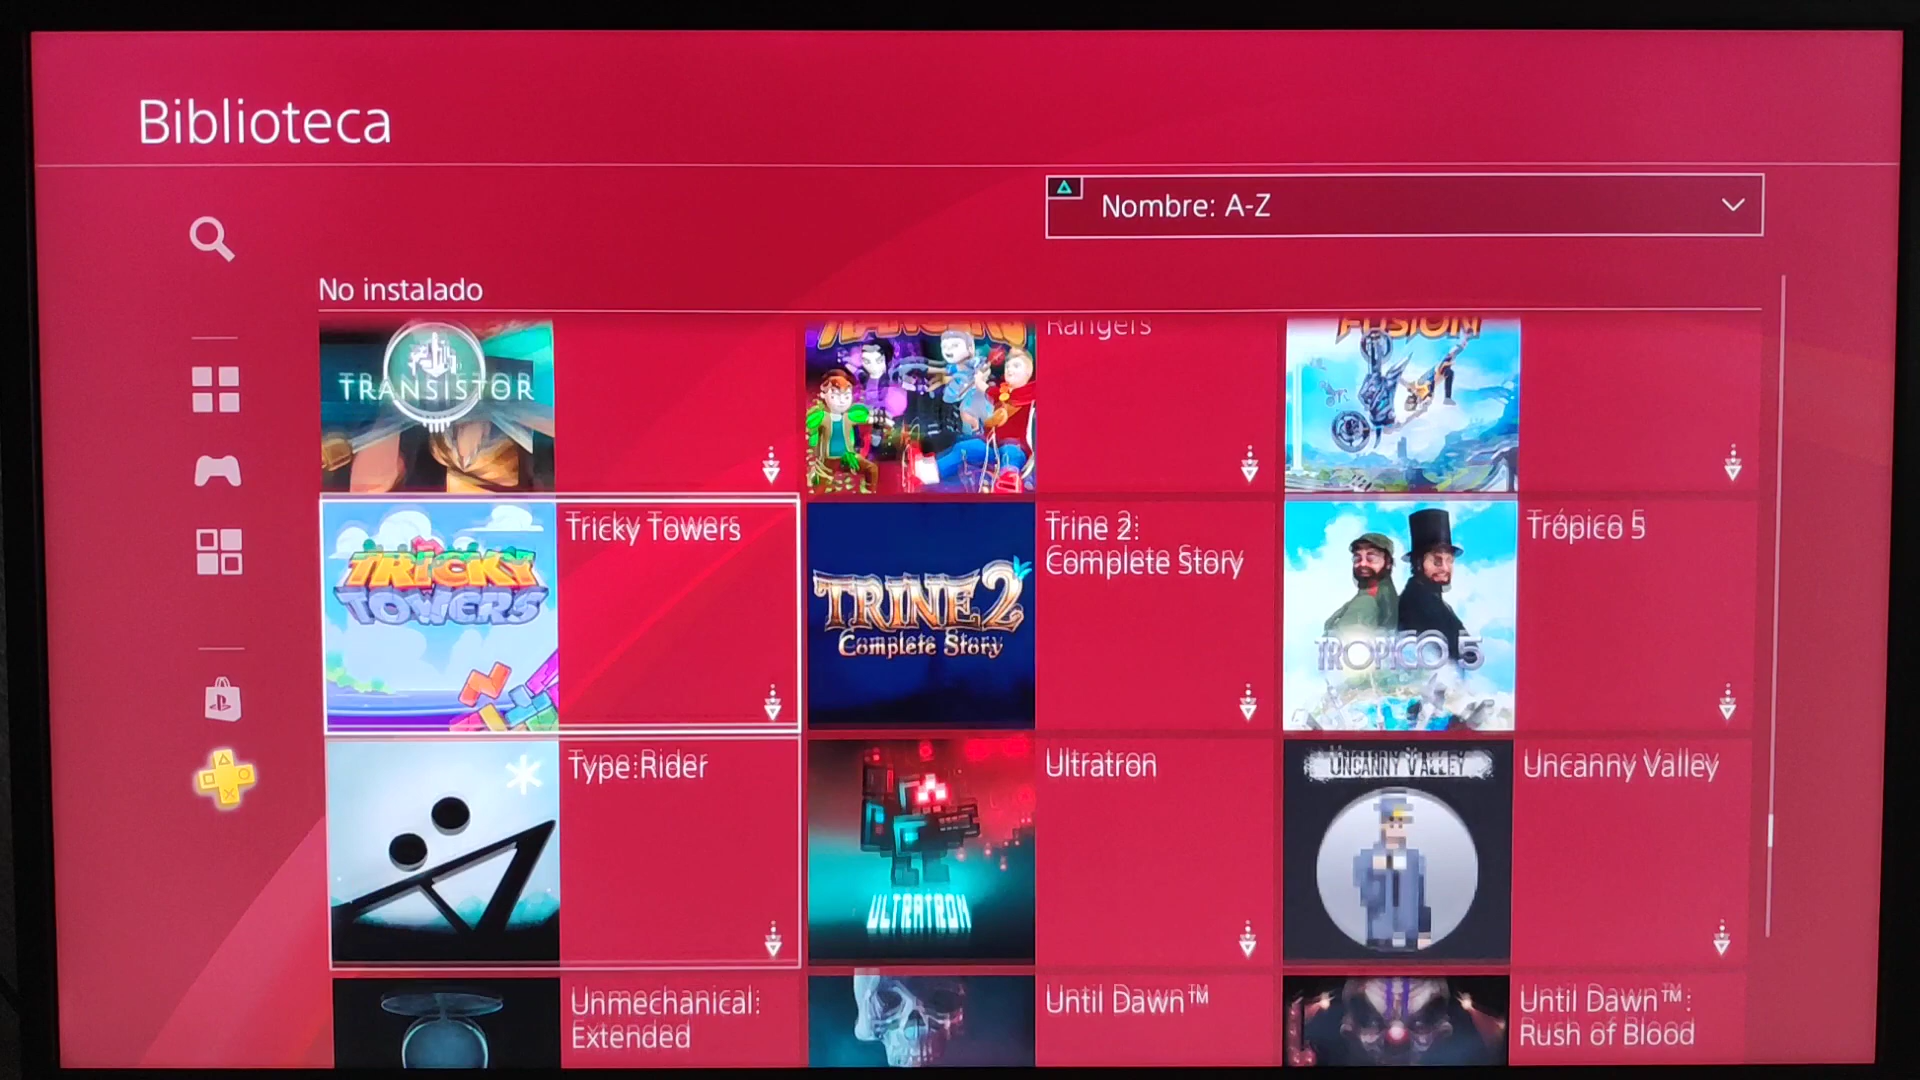 Biblioteca
Nombre: A-Z
No instalado
TRANSISTOR
Rangers
FUSION
TRICKY
TOWERS
Tricky Towers
TRINE 2
Complete Story
Trine 2:
Complete Story
TROPICO 5
Trópico 5
Type:Rider
ULTRATRON
Ultratron
UNCANNY VALLEY
Uncanny Valley
Unmechanical:
Extended
Until Dawn™
Until Dawn™:
Rush of Blood